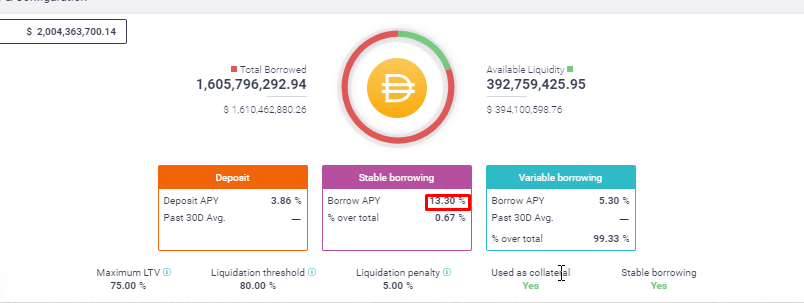 $ 2,004,363,700.14
Total Borrowed
1,605,796,292.94
$ 1,610,462,880.26
Available Liquidity
392,759,425.95
$ 394,100,598.76
Deposit
Deposit APY 3.86 %
Past 30D Avg. —
Stable borrowing
Borrow APY 13.30 %
% over total 0.67 %
Variable borrowing
Borrow APY 5.30 %
Past 30D Avg. —
% over total 99.33 %
Maximum LTV
75.00 %
Liquidation threshold
80.00 %
Liquidation penalty
5.00 %
Used as collateral
Yes
Stable borrowing
Yes